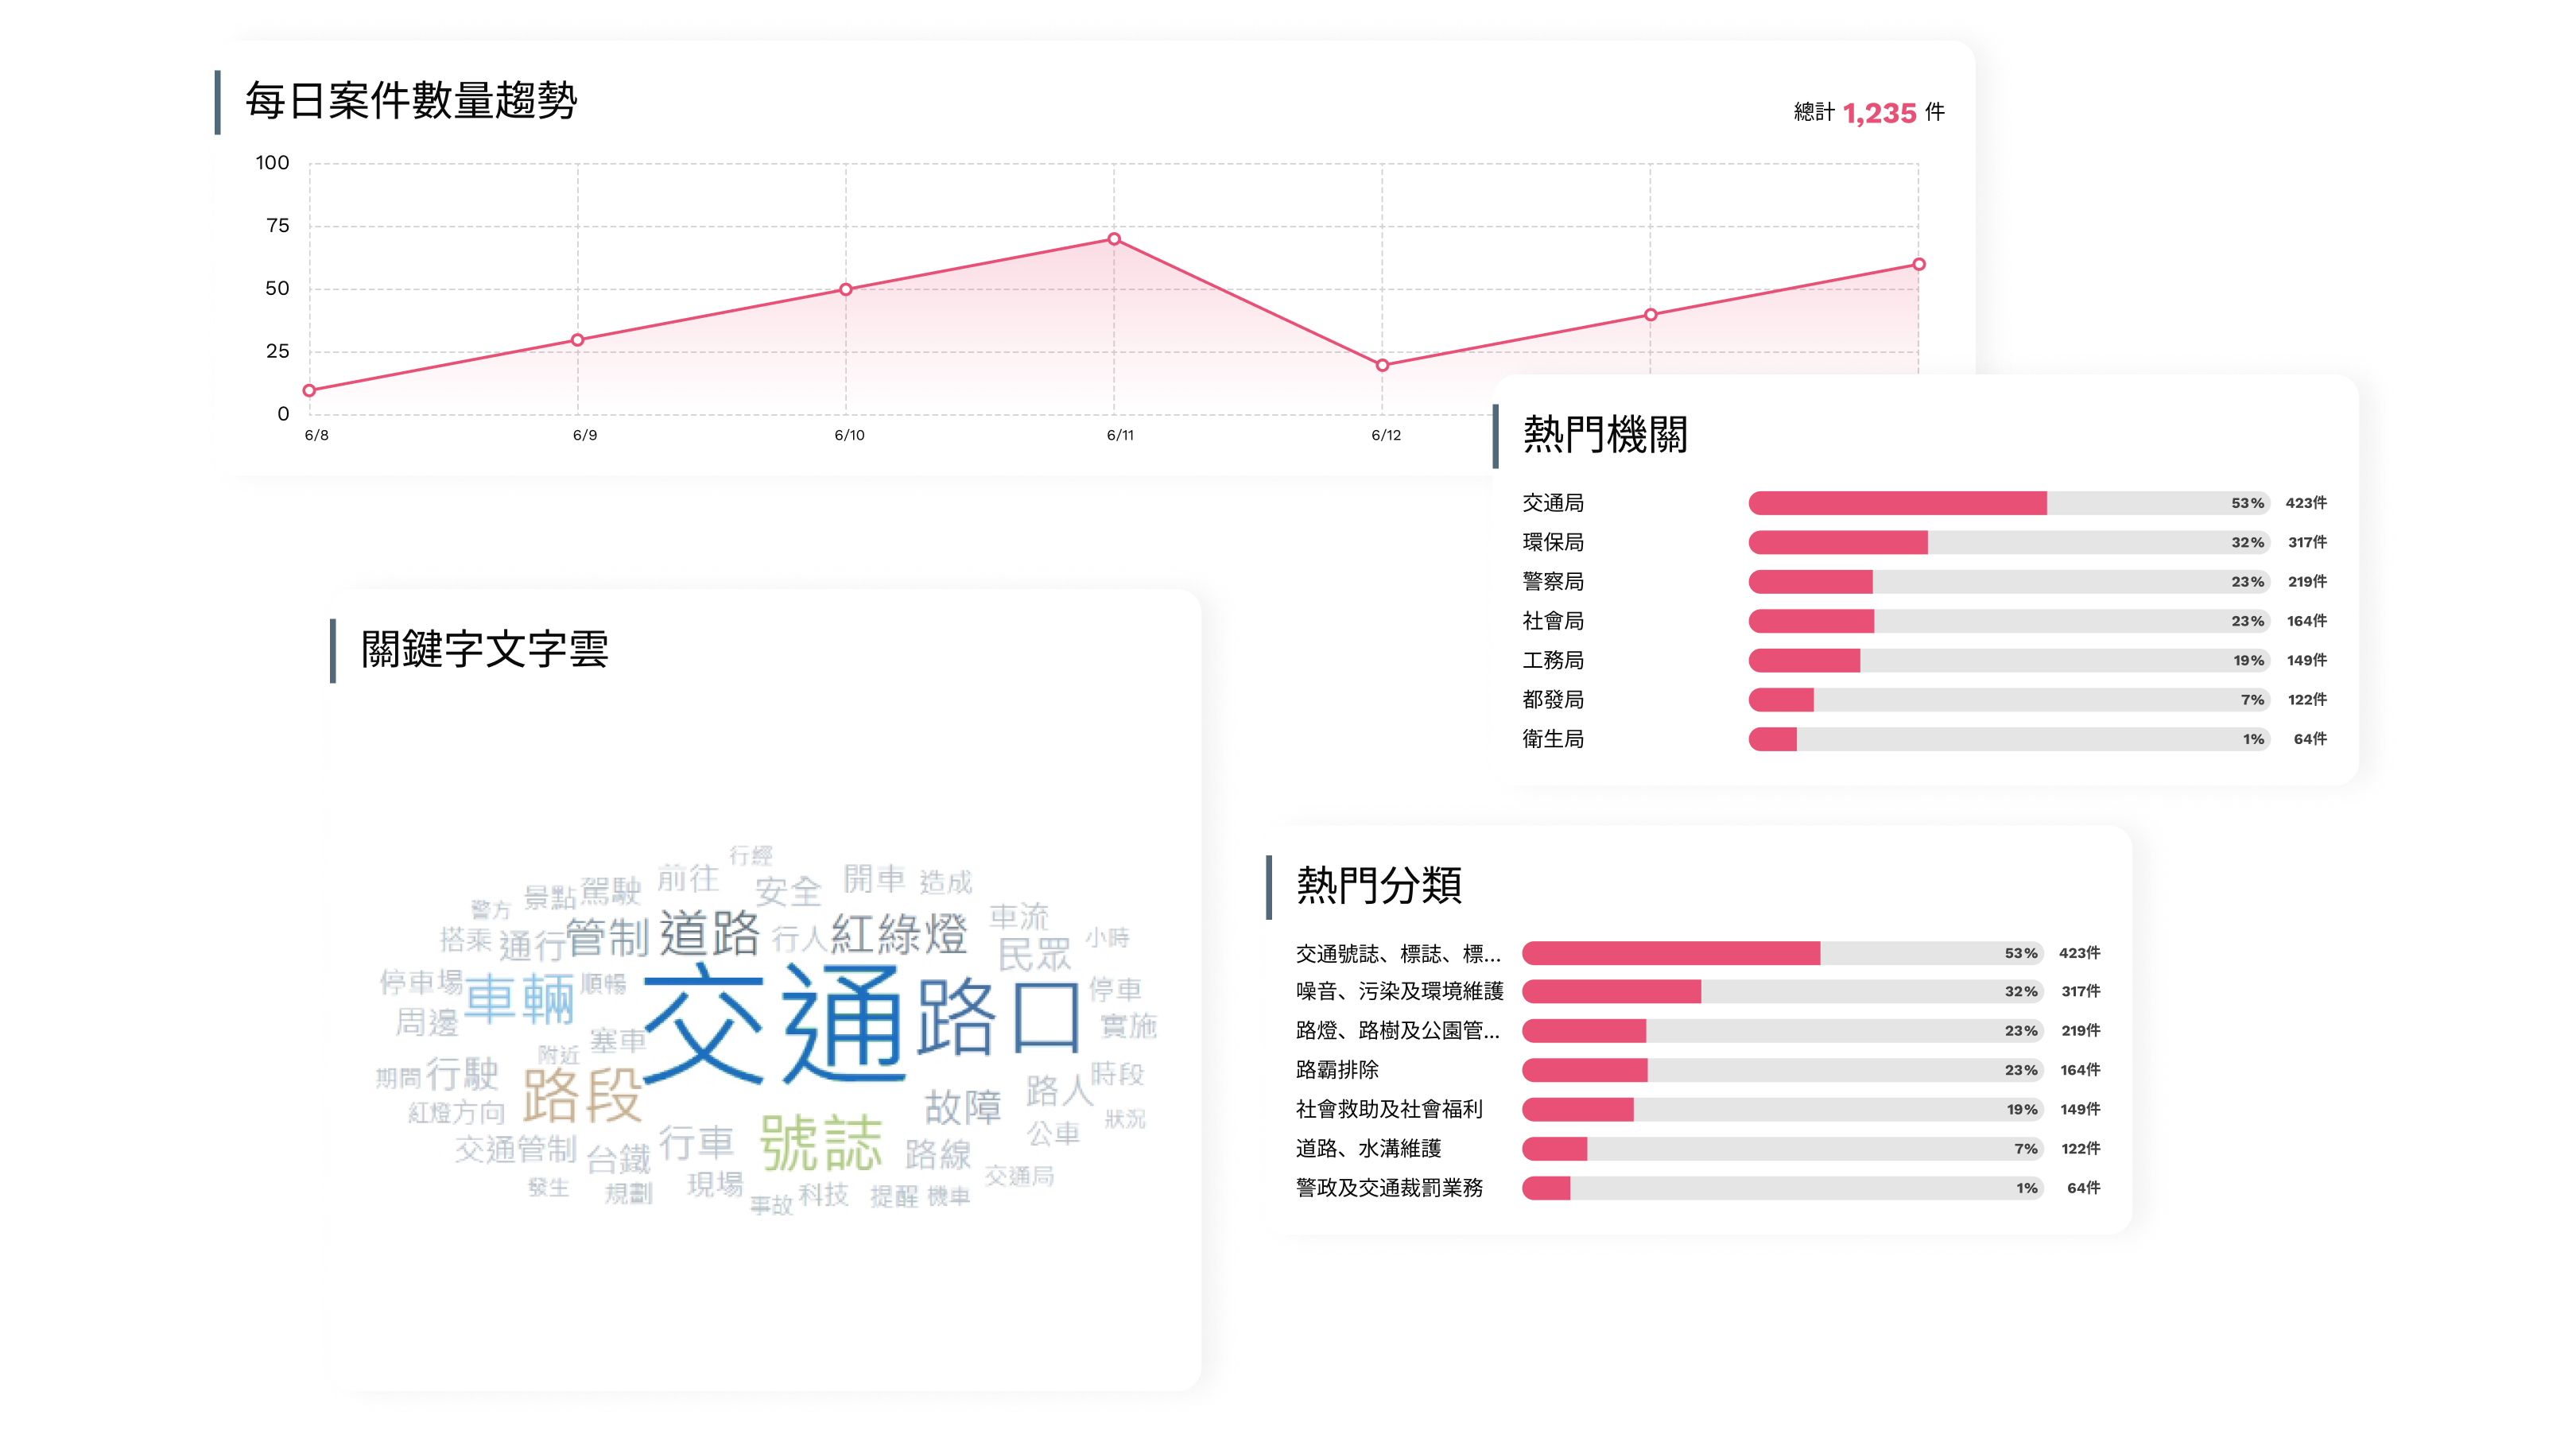 每日案件數量趨勢
總計 1,235 件
100
75
50
25
0
6/8 6/9 6/10 6/11 6/12
熱門機關
交通局 53% 423件
環保局 32% 317件
警察局 23% 219件
社會局 23% 164件
工務局 19% 149件
都發局 7% 122件
衛生局 1% 64件
關鍵字文字雲
行經
前往 開車 造成
景點 駕駛 安全
警方 車流
管制 道路 行人 紅綠燈
搭乘 通行 民眾 小時
停車場 車輛 順暢 交通 路口 停車
周邊 實施
附近 塞車
期間 行駛 路段 故障 路人 時段
紅燈 方向 狀況
交通管制 台鐵 行車 號誌 路線 公車
發生 規劃 現場 交通局
事故 科技 提醒 機車
熱門分類
交通號誌、標誌、標... 53% 423件
噪音、污染及環境維護 32% 317件
路燈、路樹及公園管... 23% 219件
路霸排除 23% 164件
社會救助及社會福利 19% 149件
道路、水溝維護 7% 122件
警政及交通裁罰業務 1% 64件